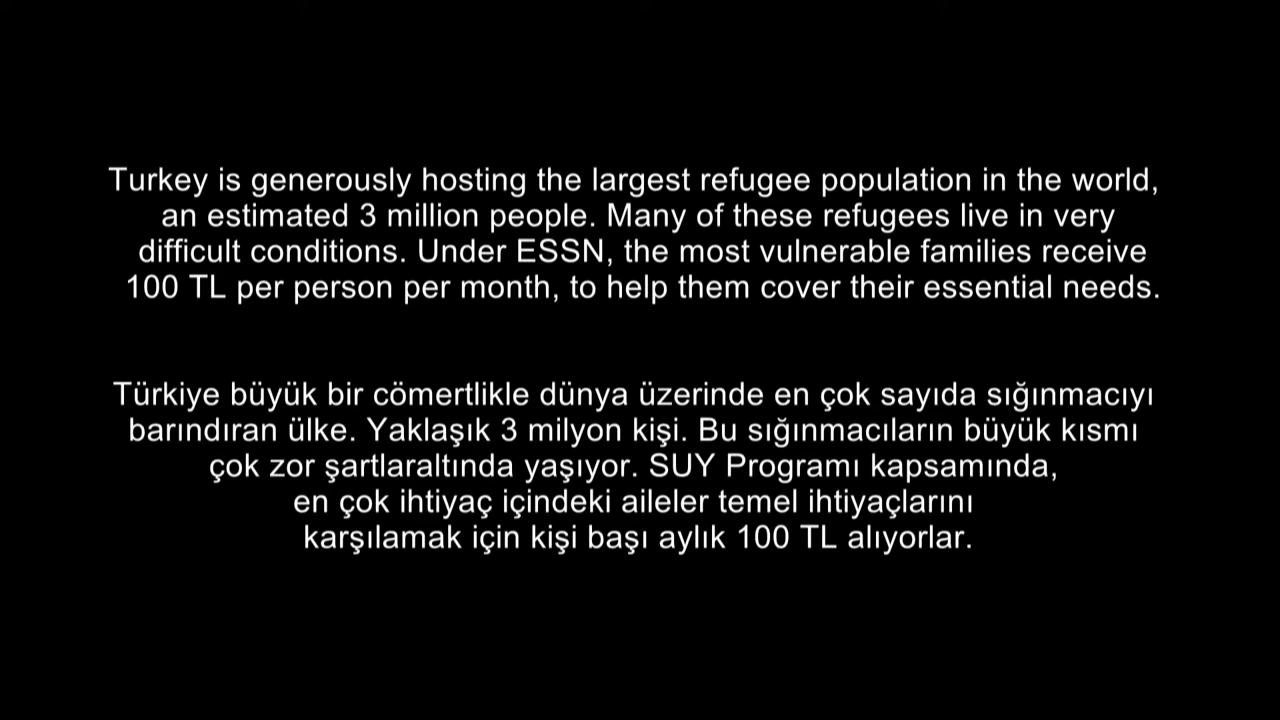 Turkey is generously hosting the largest refugee population in the world,
an estimated 3 million people. Many of these refugees live in very
difficult conditions. Under ESSN, the most vulnerable families receive
100 TL per person per month, to help them cover their essential needs.
Türkiye büyük bir cömertlikle dünya üzerinde en çok sayıda sığınmacıyı
barındıran ülke. Yaklaşık 3 milyon kişi. Bu sığınmacıların büyük kısmı
çok zor şartlaraltında yaşıyor. SUY Programı kapsamında,
en çok ihtiyaç içindeki aileler temel ihtiyaçlarını
karşılamak için kişi başı aylık 100 TL alıyorlar.